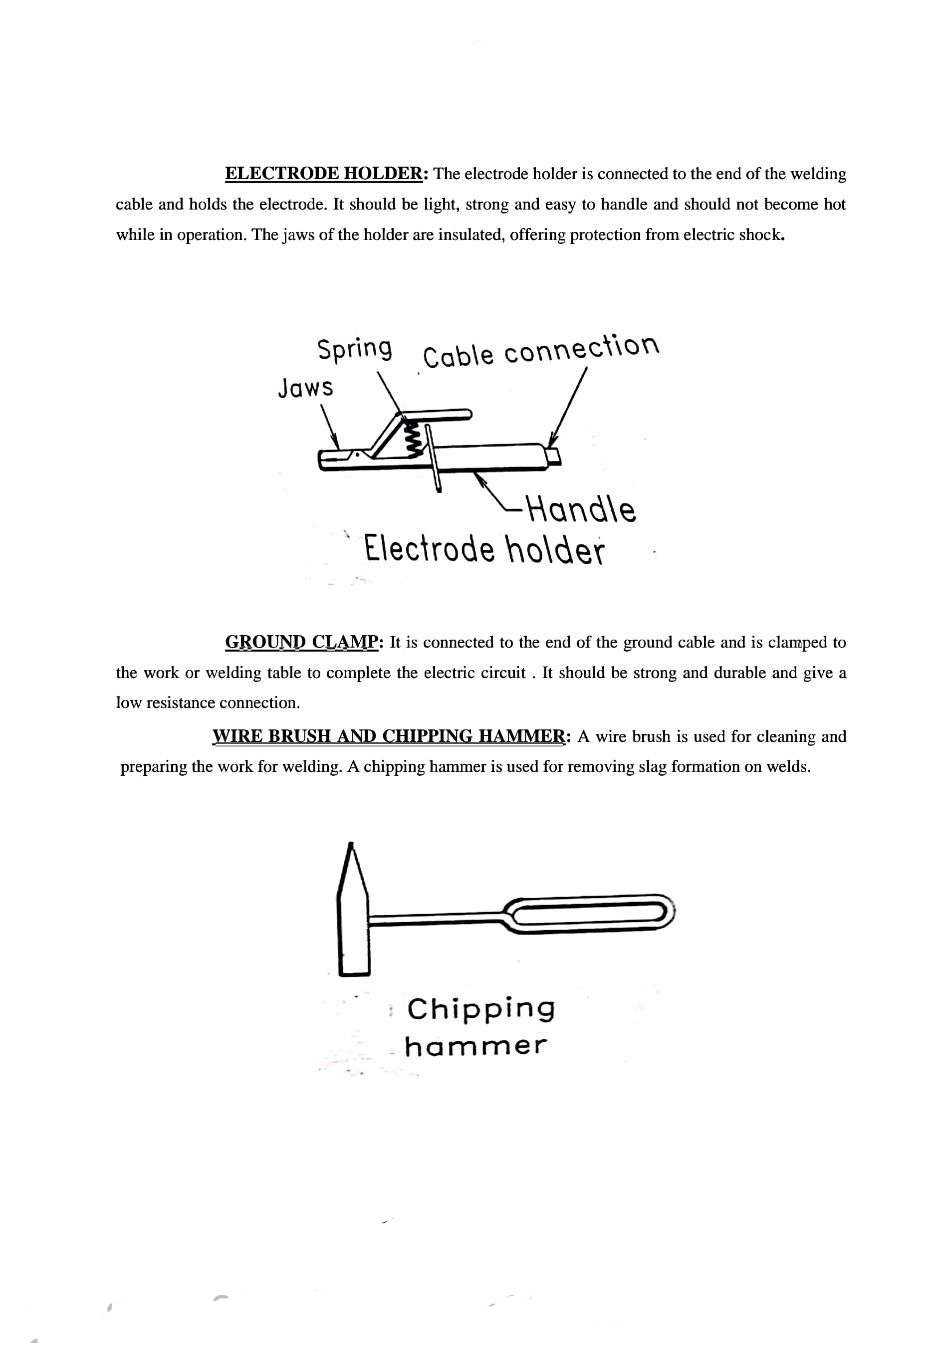 ELECTRODE HOLDER: The electrode holder is connected to the end of the welding
cable and holds the electrode. It should be light, strong and easy to handle and should not become hot
while in operation. The jaws of the holder are insulated, offering protection from electric shock.
Spring
Cable connection
Jaws
Handle
Electrode holder
GROUND CLAMP: It is connected to the end of the ground cable and is clamped to
the work or welding table to complete the electric circuit . It should be strong and durable and give a
low resistance connection.
WIRE BRUSH AND CHIPPING HAMMER: A wire brush is used for cleaning and
preparing the work for welding. A chipping hammer is used for removing slag formation on welds.
Chipping
hammer